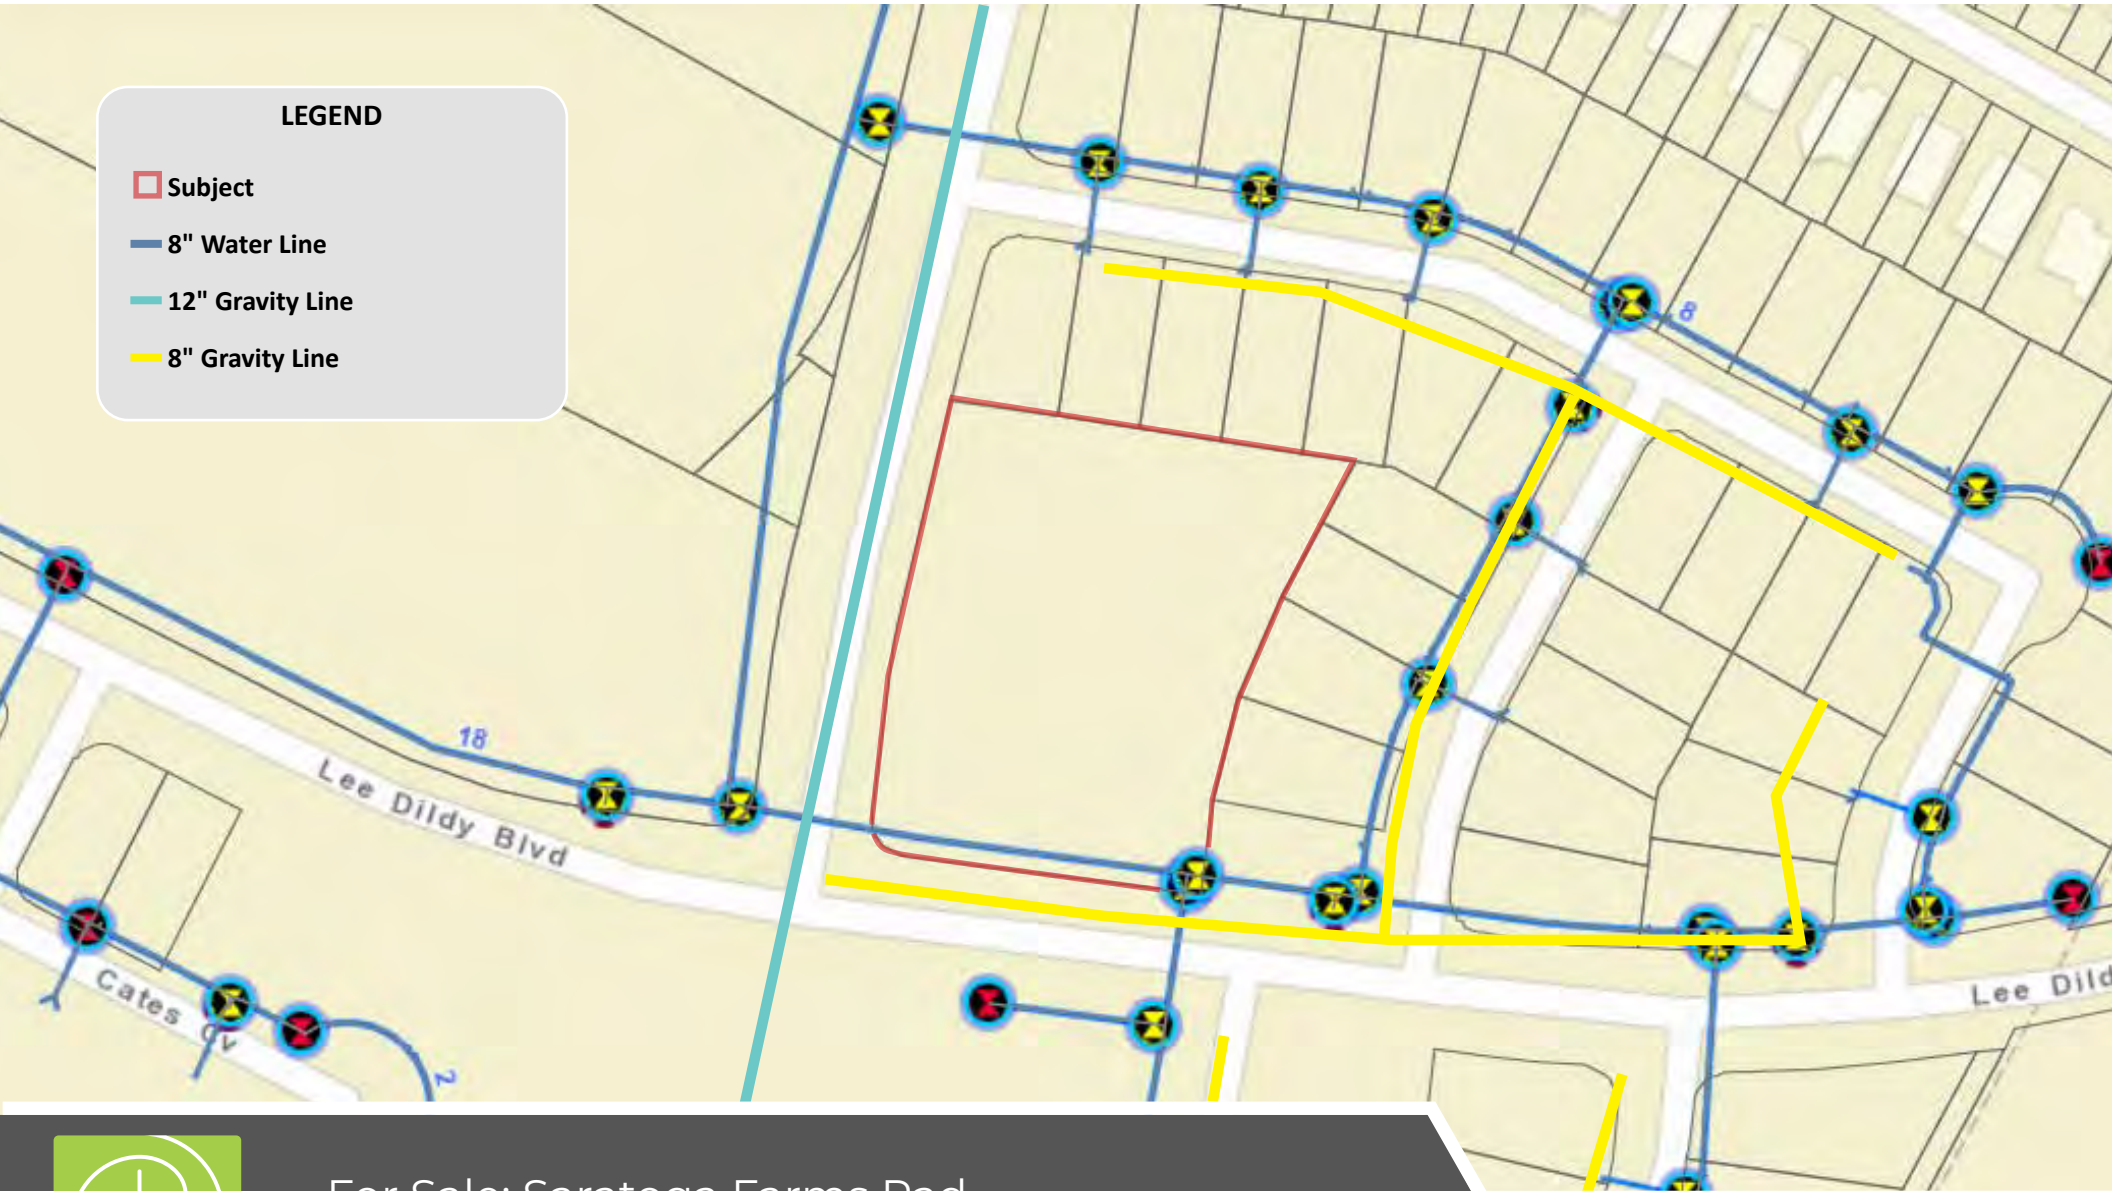 LEGEND
Subject
8" Water Line
12" Gravity Line
8" Gravity Line
8
18
Lee Dildy Blvd
Cates Cv
2
Lee Dild
For Sale: Saratoga Farms Pad